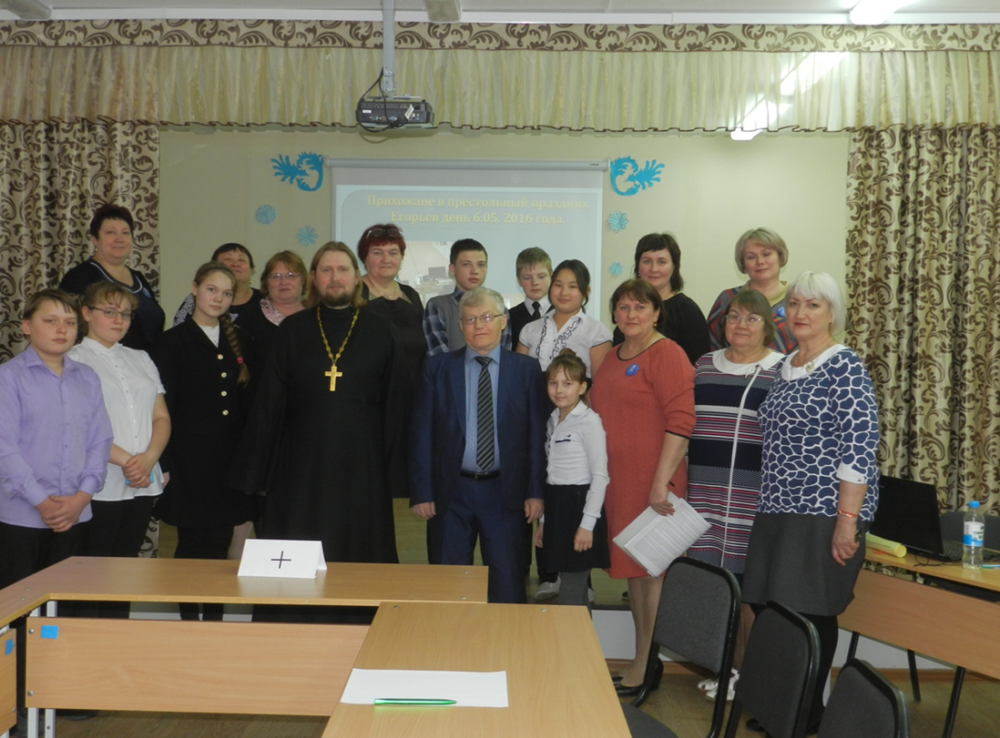 Прихожане в престольный праздник
Егорьев день 6.05. 2016 года.
+